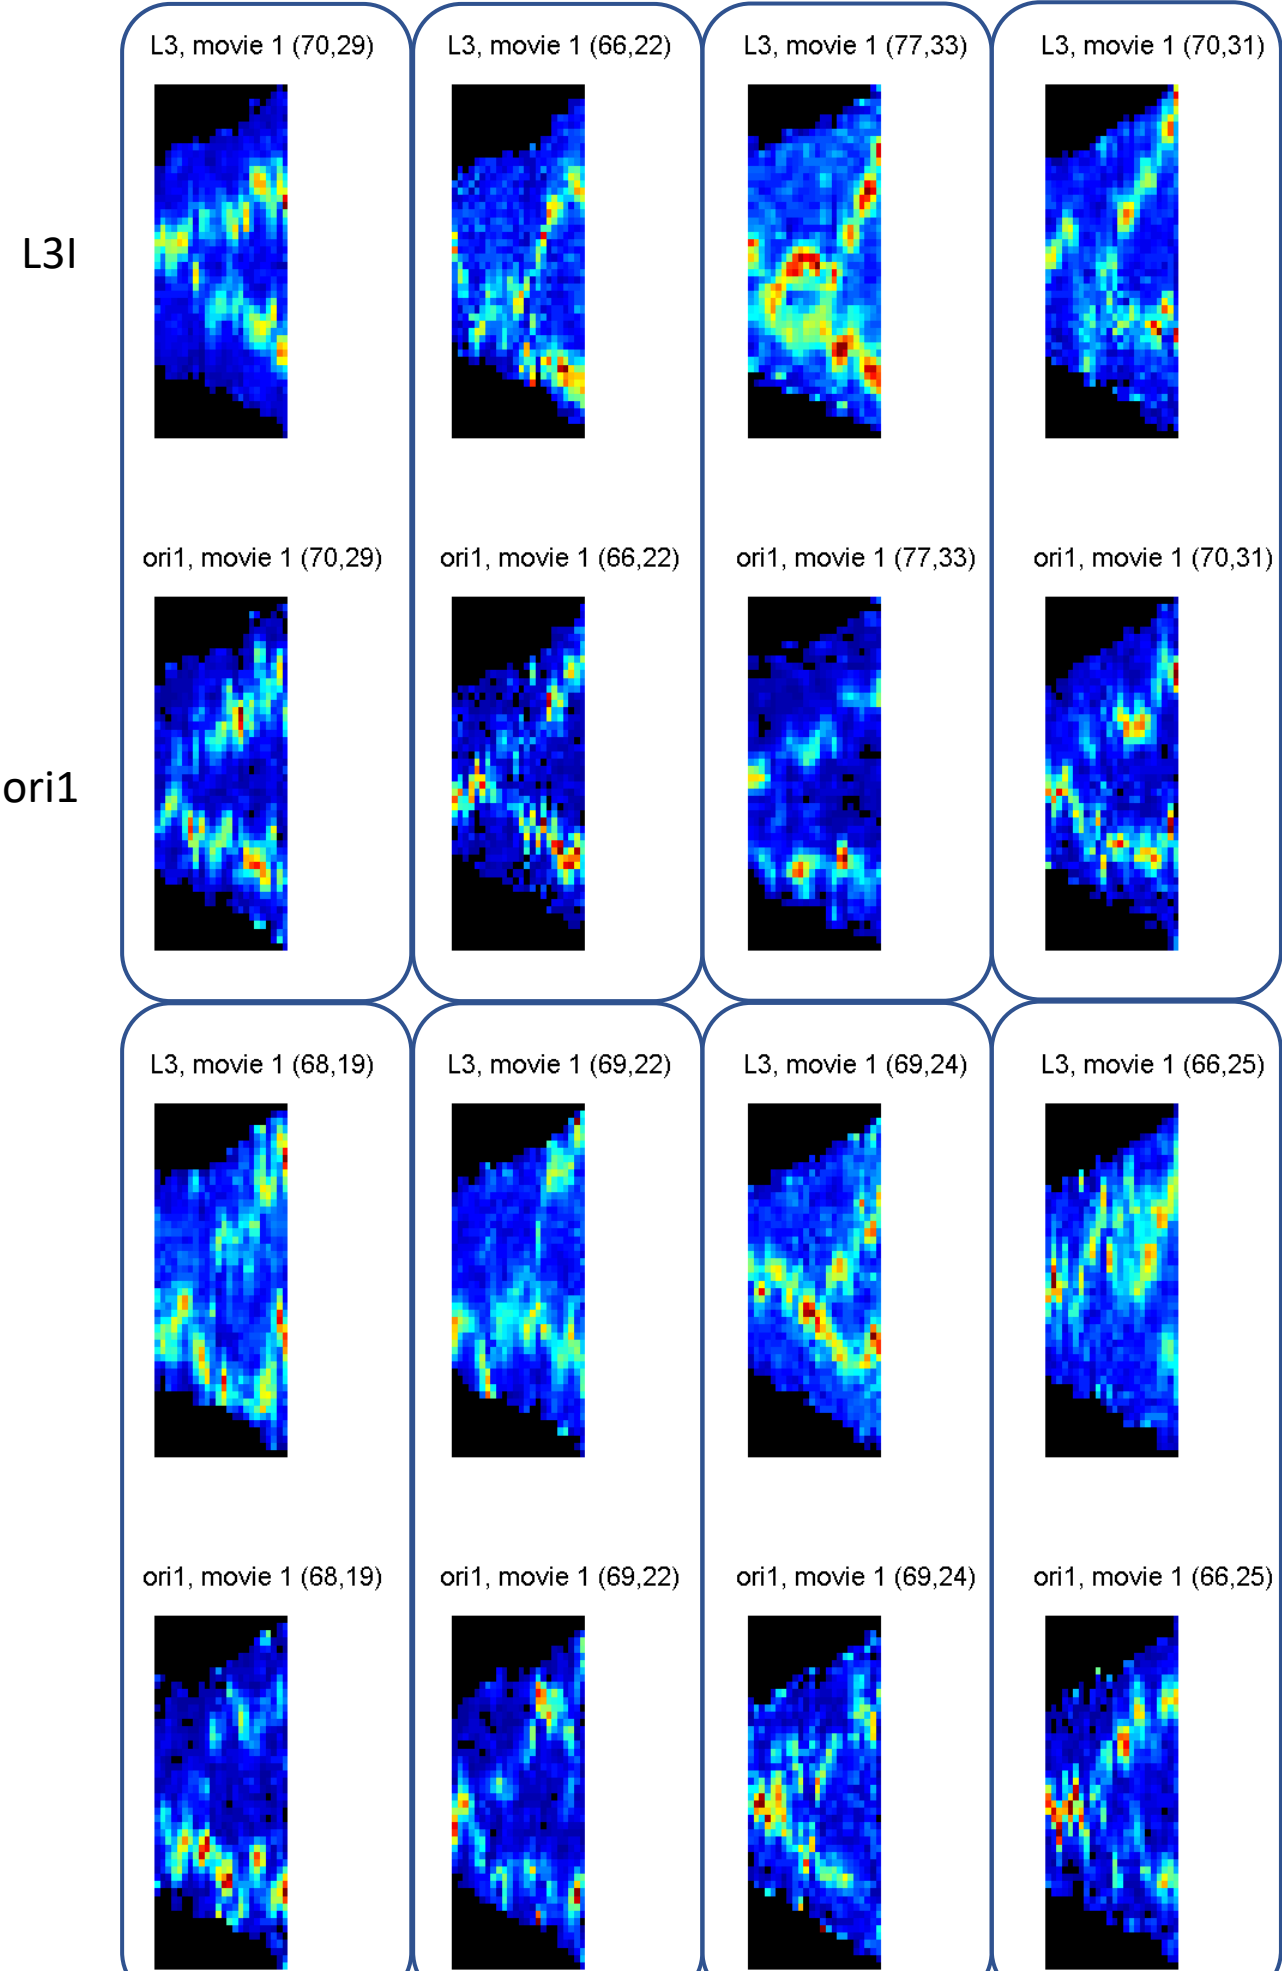 L3, movie 1 (70,29)
L3, movie 1 (66,22)
L3, movie 1 (77,33)
L3, movie 1 (70,31)
L3I
ori1, movie 1 (70,29)
ori1, movie 1 (66,22)
ori1, movie 1 (77,33)
ori1, movie 1 (70,31)
ori1
L3, movie 1 (68,19)
L3, movie 1 (69,22)
L3, movie 1 (69,24)
L3, movie 1 (66,25)
ori1, movie 1 (68,19)
ori1, movie 1 (69,22)
ori1, movie 1 (69,24)
ori1, movie 1 (66,25)